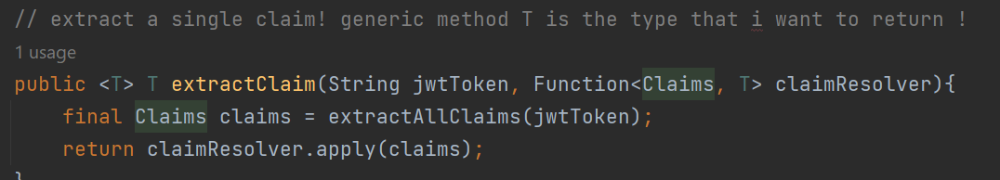 // extract a single claim! generic method T is the type that i want to return !
1 usage
public <T> T extractClaim(String jwtToken, Function<Claims, T> claimResolver){
final Claims claims = extractAllClaims(jwtToken);
return claimResolver.apply(claims);
}